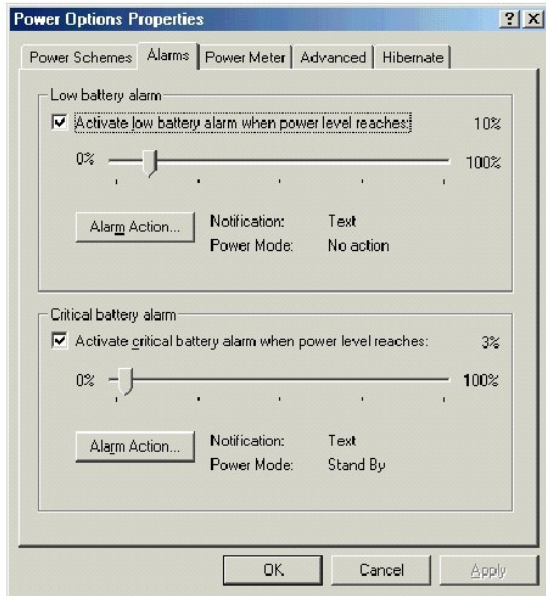 Power Options Properties
Power Schemes Alarms Power Meter Advanced Hibernate
Low battery alarm
Activate low battery alarm when power level reaches: 10%
0% 100%
Alarm Action... Notification: Text
Power Mode: No action
Critical battery alarm
Activate critical battery alarm when power level reaches: 3%
0% 100%
Alarm Action... Notification: Text
Power Mode: Stand By
OK Cancel Apply